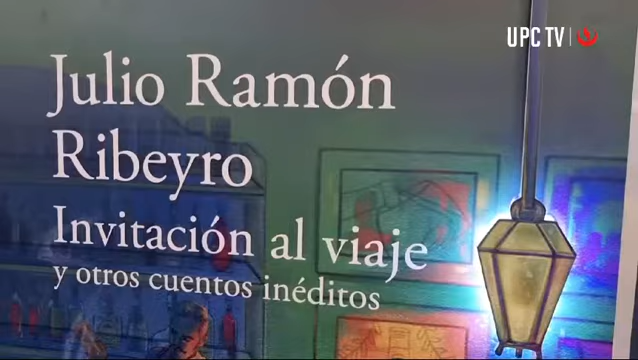 UPC TV
Julio Ramón
Ribeyro
Invitación al viaje
y otros cuentos inéditos